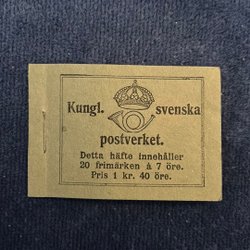 Kungl. svenska
postverket.
Detta häfte innehåller
20 frimärken à 7 öre.
Pris 1 kr. 40 öre.